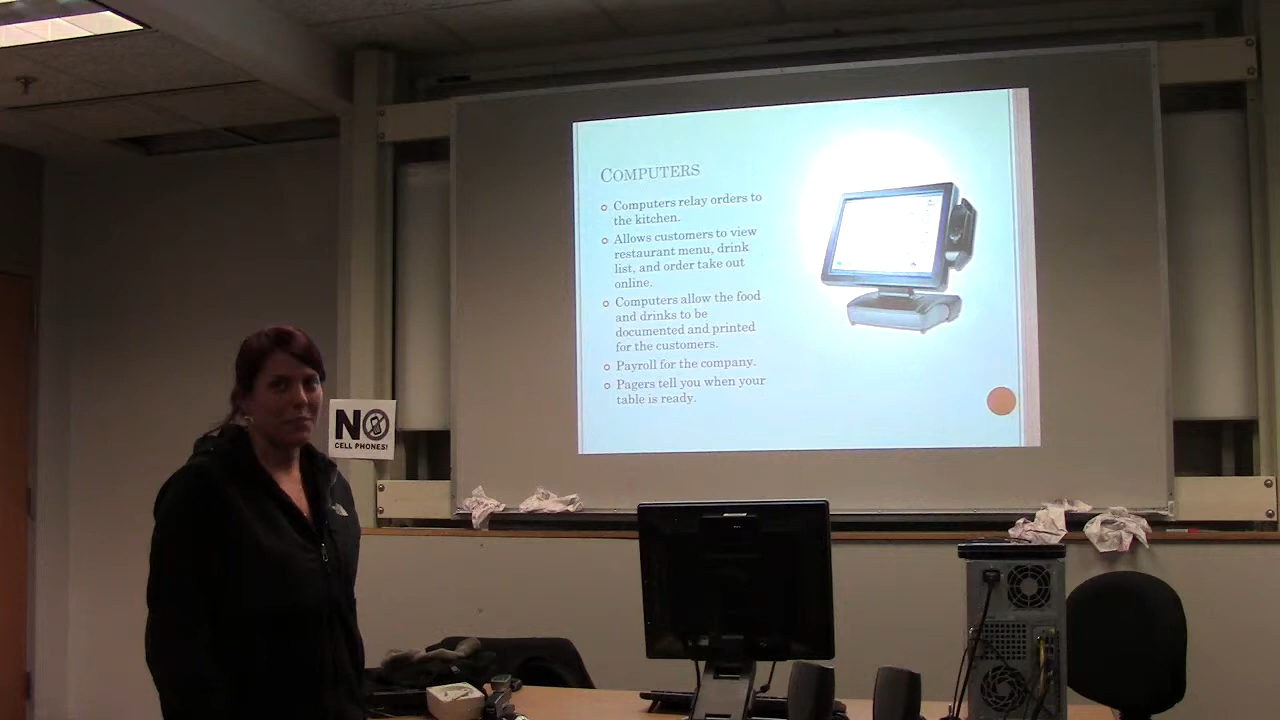 COMPUTERS
Computers relay orders to
the kitchen.
Allows customers to view
restaurant menu, drink
list, and order take out
online.
Computers allow the food
and drinks to be
documented and printed
for the customers.
Payroll for the company.
Pagers tell you when your
table is ready.
NO
CELL PHONES!